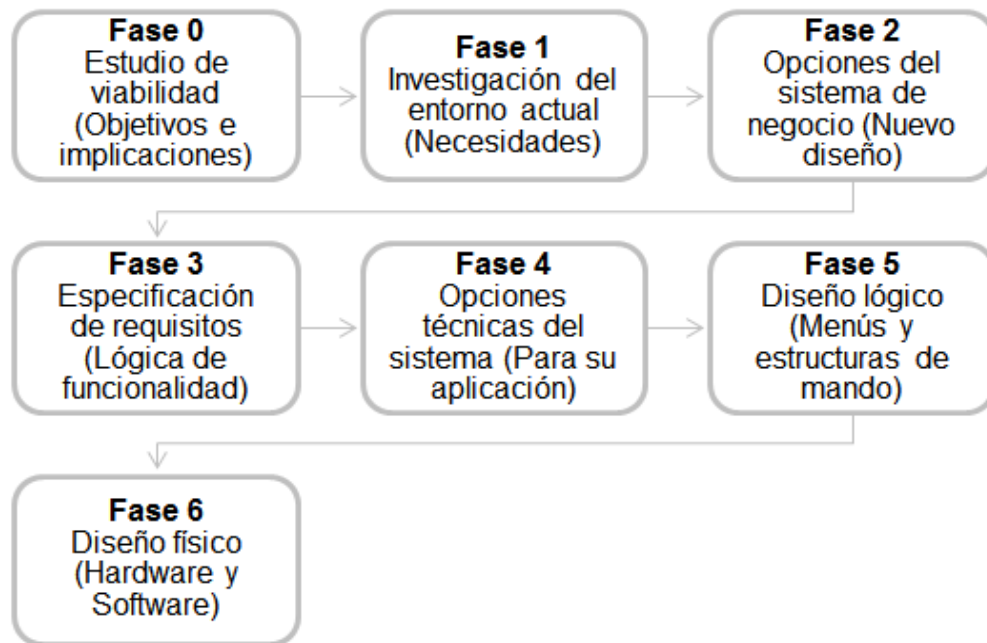 Fase 0
Estudio de
viabilidad
(Objetivos e
implicaciones)
Fase 1
Investigación del
entorno actual
(Necesidades)
Fase 2
Opciones del
sistema de
negocio (Nuevo
diseño)
Fase 3
Especificación
de requisitos
(Lógica de
funcionalidad)
Fase 4
Opciones
técnicas del
sistema (Para su
aplicación)
Fase 5
Diseño lógico
(Menús y
estructuras de
mando)
Fase 6
Diseño físico
(Hardware y
Software)